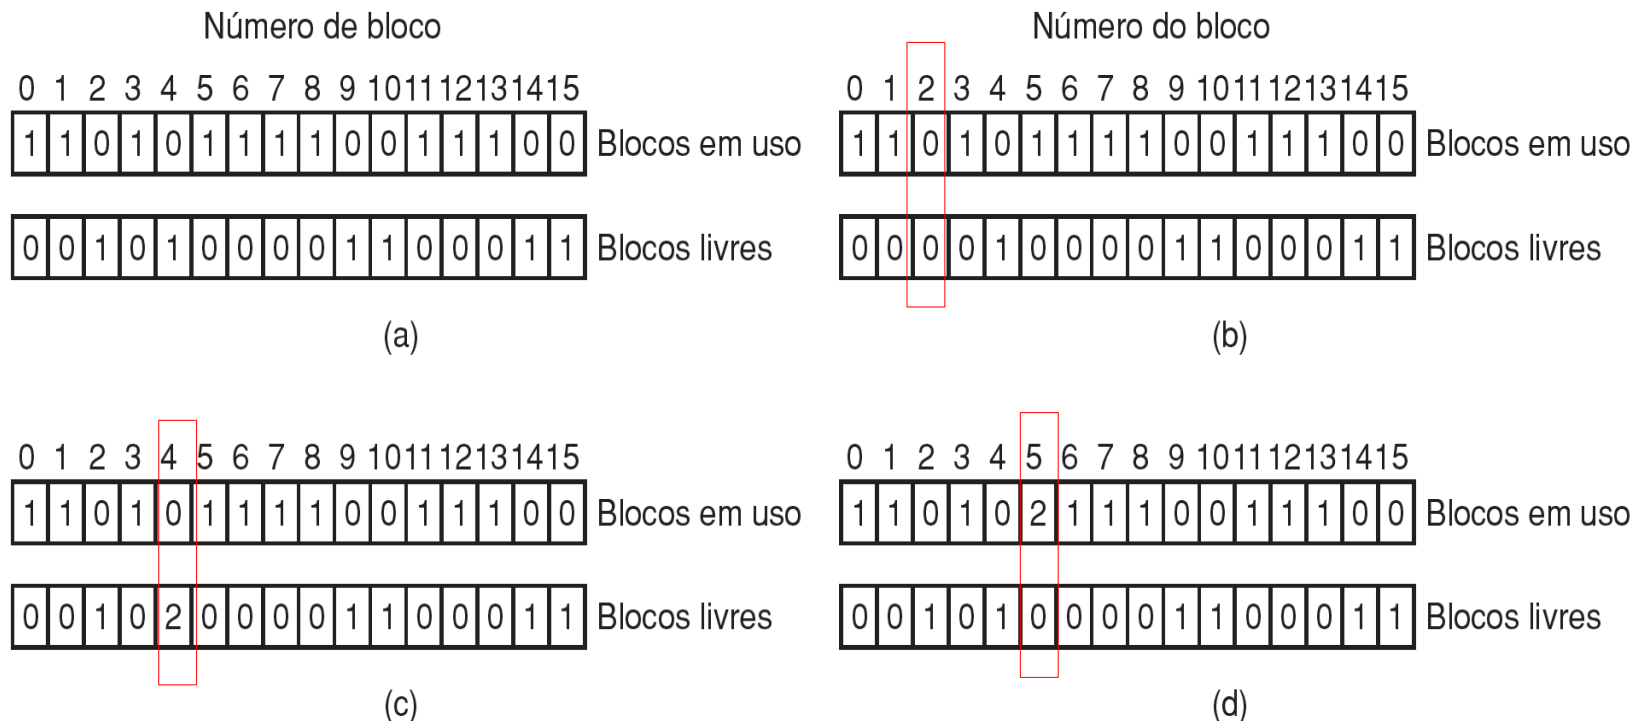 Número de bloco
0 1 2 3 4 5 6 7 8 9 10 11 12 13 14 15
1 1 0 1 0 1 1 1 1 0 0 1 1 1 0 0 Blocos em uso
0 0 1 0 1 0 0 0 0 1 1 0 0 0 1 1 Blocos livres
(a)
Número do bloco
0 1 2 3 4 5 6 7 8 9 10 11 12 13 14 15
1 1 0 1 0 1 1 1 1 0 0 1 1 1 0 0 Blocos em uso
0 0 0 0 1 0 0 0 0 1 1 0 0 0 1 1 Blocos livres
(b)
0 1 2 3 4 5 6 7 8 9 10 11 12 13 14 15
1 1 0 1 0 1 1 1 1 0 0 1 1 1 0 0 Blocos em uso
0 0 1 0 2 0 0 0 0 1 1 0 0 0 1 1 Blocos livres
(c)
0 1 2 3 4 5 6 7 8 9 10 11 12 13 14 15
1 1 0 1 0 2 1 1 1 0 0 1 1 1 0 0 Blocos em uso
0 0 1 0 1 0 0 0 0 1 1 0 0 0 1 1 Blocos livres
(d)